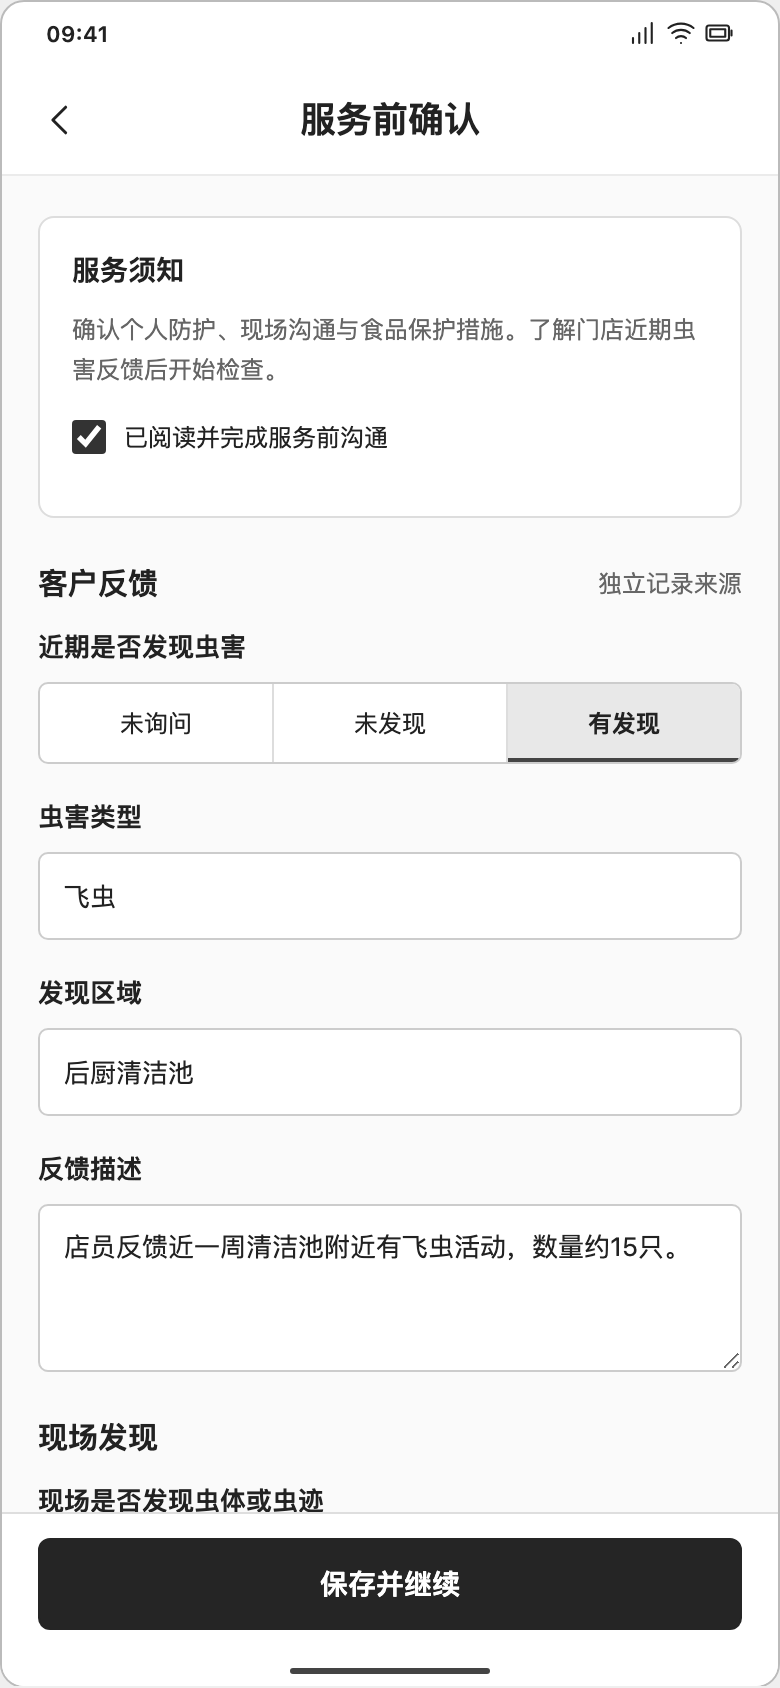 09:41
服务前确认
服务须知
确认个人防护、现场沟通与食品保护措施。了解门店近期虫
害反馈后开始检查。
已阅读并完成服务前沟通
客户反馈
独立记录来源
近期是否发现虫害
未询问
未发现
有发现
虫害类型
飞虫
发现区域
后厨清洁池
反馈描述
店员反馈近一周清洁池附近有飞虫活动，数量约15只。
现场发现
现场是否发现虫体或虫迹
保存并继续